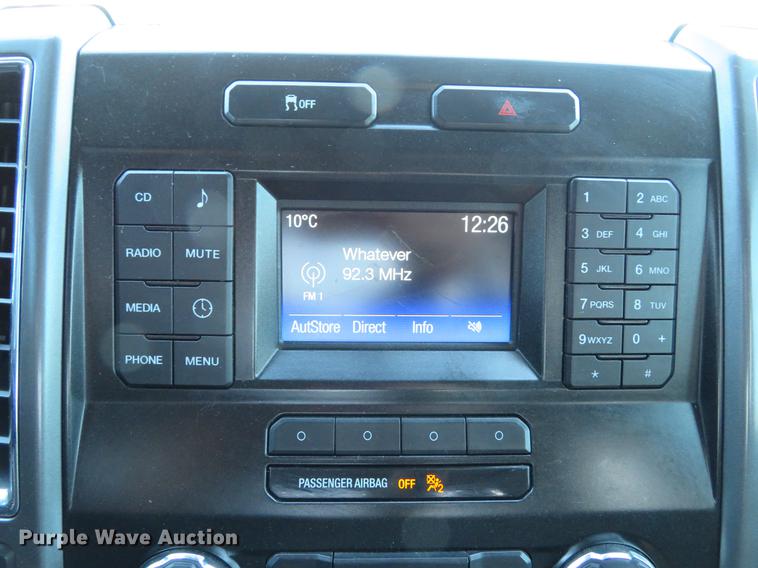 OFF
CD
RADIO MUTE
MEDIA
PHONE MENU
10°C 12:26
Whatever
92.3 MHz
FM 1
AutStore Direct Info
1 2 ABC
3 DEF 4 GHI
5 JKL 6 MNO
7 PQRS 8 TUV
9 WXYZ 0 +
* #
PASSENGER AIRBAG OFF 2
Purple Wave Auction